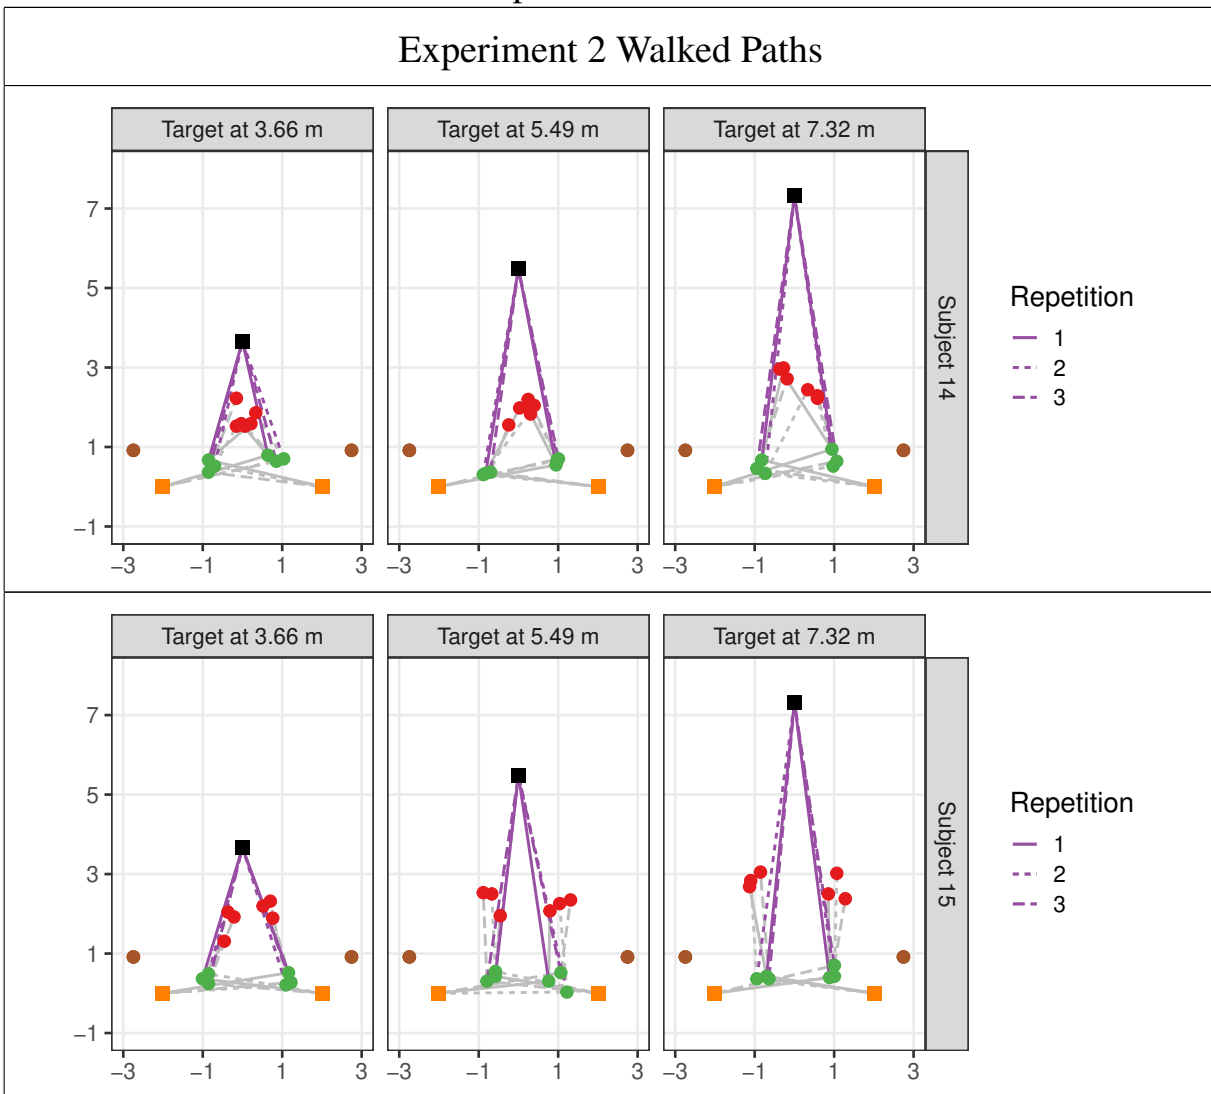 Experiment 2 Walked Paths
Target at 3.66 m
Target at 5.49 m
Target at 7.32 m
7
5
3
1
−1
−3 −1 1 3
−3 −1 1 3
−3 −1 1 3
Subject 14
Repetition
1
2
3
Target at 3.66 m
Target at 5.49 m
Target at 7.32 m
7
5
3
1
−1
−3 −1 1 3
−3 −1 1 3
−3 −1 1 3
Subject 15
Repetition
1
2
3